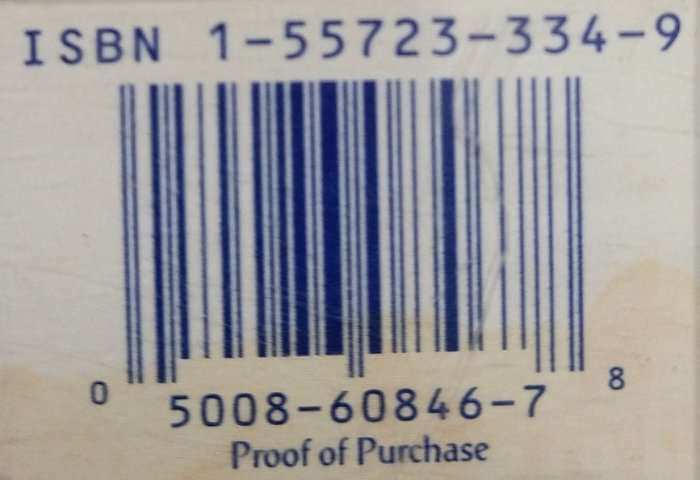 ISBN 1-55723-334-9
0 5008-60846-7 8
Proof of Purchase